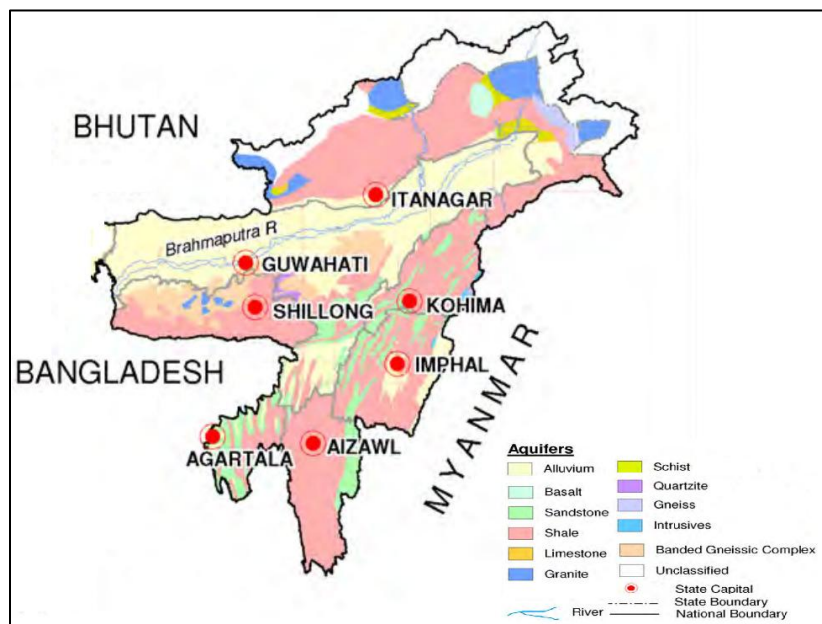 BHUTAN
ITANAGAR
Brahmaputra R
GUWAHATI
SHILLONG
KOHIMA
BANGLADESH
IMPHAL
MYANMAR
AGARTALA
AIZAWL
Aquifers
Alluvium
Basalt
Sandstone
Shale
Limestone
Granite
Schist
Quartzite
Gneiss
Intrusives
Banded Gneissic Complex
Unclassified
State Capital
State Boundary
River
National Boundary